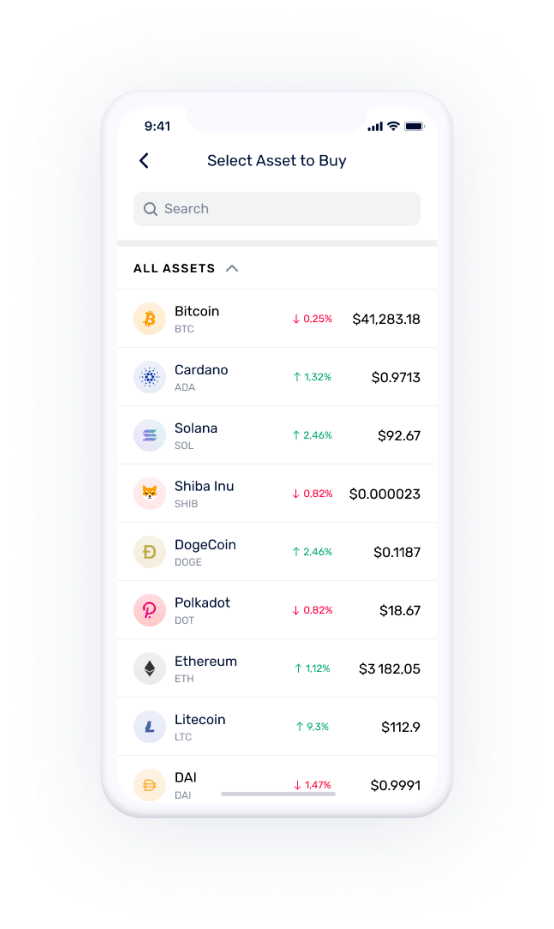 9:41
Select Asset to Buy
Search
ALL ASSETS
Bitcoin ↓ 0,25% $41,283.18
BTC
Cardano ↑ 1,32% $0.9713
ADA
Solana ↑ 2,46% $92.67
SOL
Shiba Inu ↓ 0,82% $0.000023
SHIB
DogeCoin ↑ 2,46% $0.1187
DOGE
Polkadot ↓ 0,82% $18.67
DOT
Ethereum ↑ 1,12% $3 182,05
ETH
Litecoin ↑ 9,3% $112.9
LTC
DAI ↓ 1,47% $0.9991
DAI